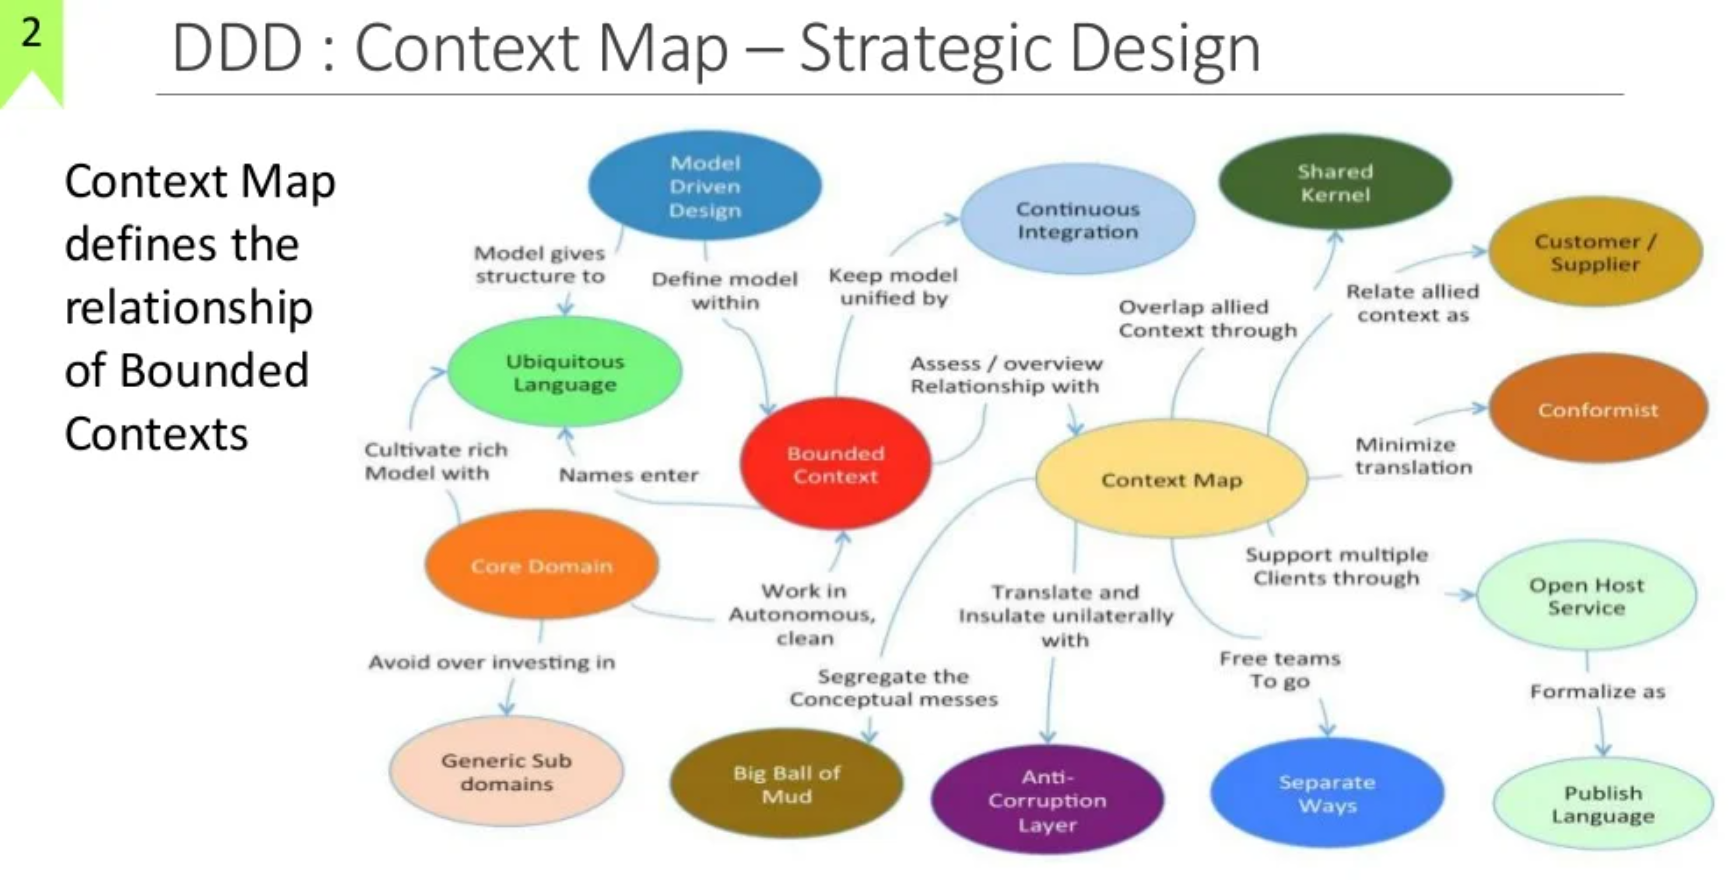 2
DDD : Context Map – Strategic Design
Context Map
defines the
relationship
of Bounded
Contexts
Model
Driven
Design
Continuous
Integration
Shared
Kernel
Customer /
Supplier
Model gives
structure to
Define model
within
Keep model
unified by
Overlap allied
Context through
Relate allied
context as
Ubiquitous
Language
Assess / overview
Relationship with
Conformist
Cultivate rich
Model with
Names enter
Bounded
Context
Context Map
Minimize
translation
Core Domain
Work in
Autonomous,
clean
Translate and
Insulate unilaterally
with
Support multiple
Clients through
Open Host
Service
Avoid over investing in
Segregate the
Conceptual messes
Free teams
To go
Formalize as
Generic Sub
domains
Big Ball of
Mud
Anti-
Corruption
Layer
Separate
Ways
Publish
Language